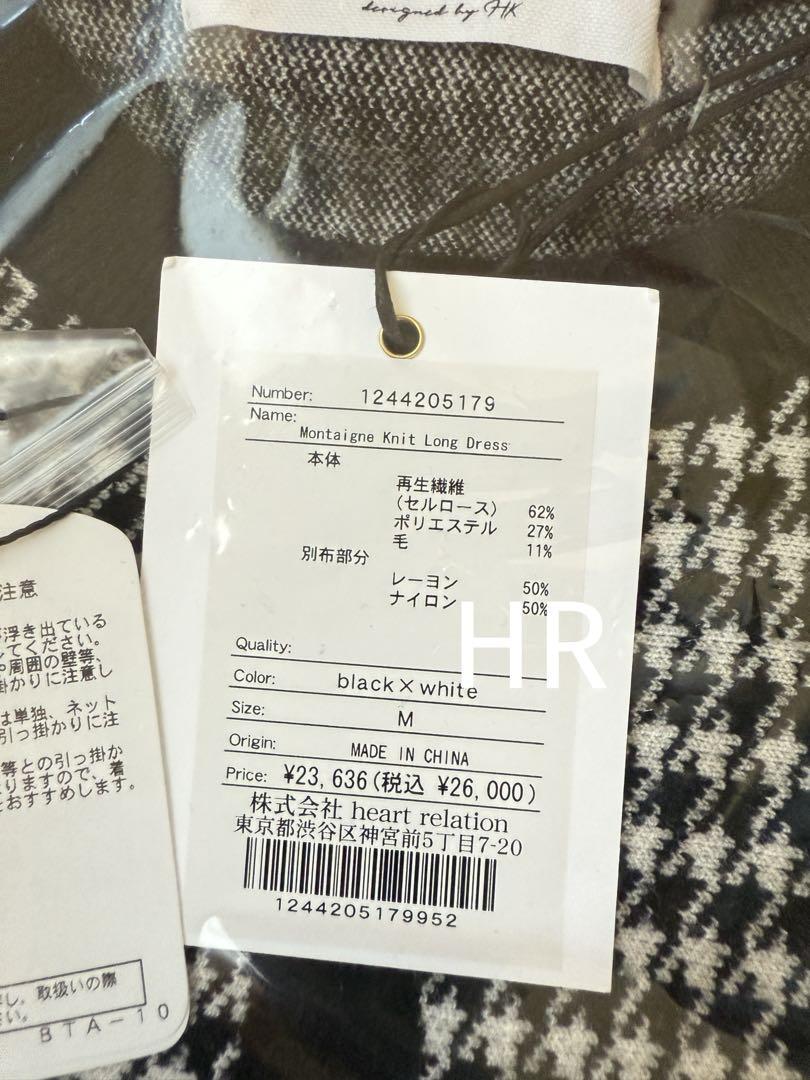 designed by HK
Number: 1244205179
Name:
Montaigne Knit Long Dress
本体
再生繊維
(セルロース) 62%
ポリエステル 27%
毛 11%
別布部分
レーヨン 50%
ナイロン 50%
HR
Quality:
Color: black×white
Size: M
Origin: MADE IN CHINA
Price: ¥23,636(税込 ¥26,000)
株式会社 heart relation
東京都渋谷区神宮前5丁目7-20
1244205179952
注意
浮き出ている
てください。
周囲の壁等、
掛かりに注意し
は単独、ネット
引っ掛かりに注
等との引っ掛か
りますので、着
おすすめします。
し、取扱いの際
い。
BTA-10